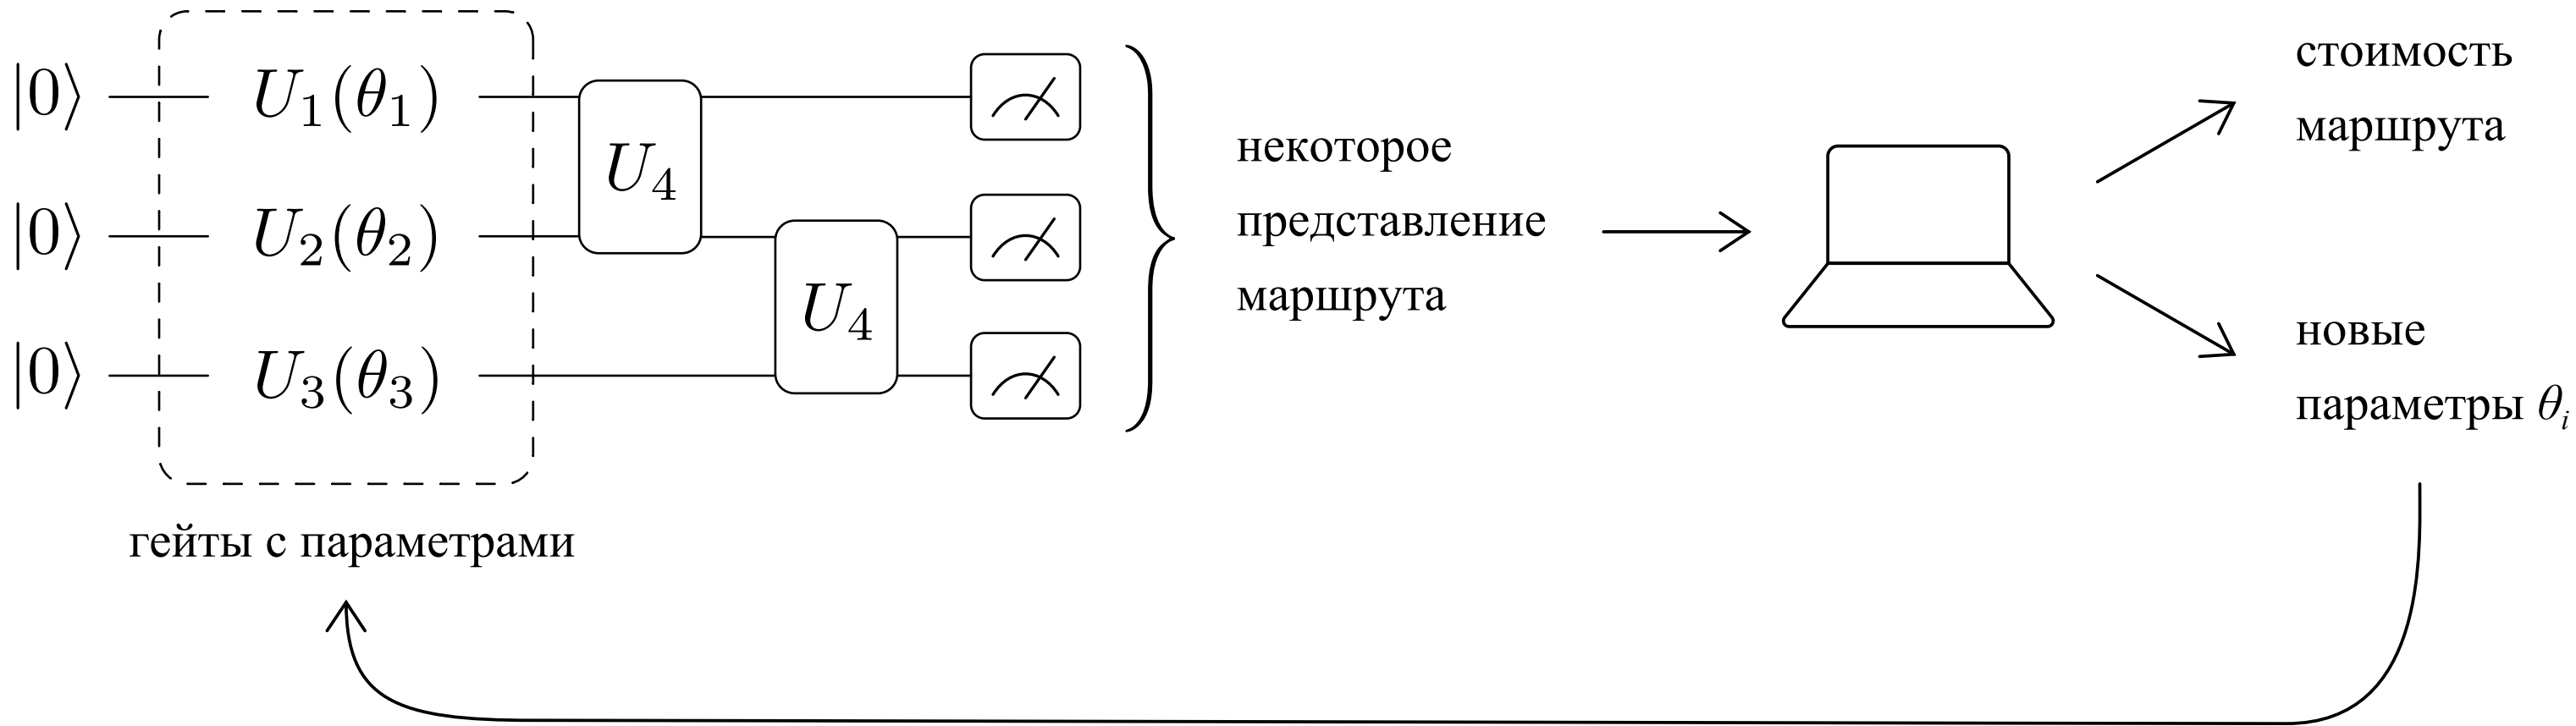 |0⟩ U₁(θ₁)
|0⟩ U₂(θ₂)
|0⟩ U₃(θ₃)
U₄
U₄
гейты с параметрами
некоторое
представление
маршрута
стоимость
маршрута
новые
параметры θᵢ